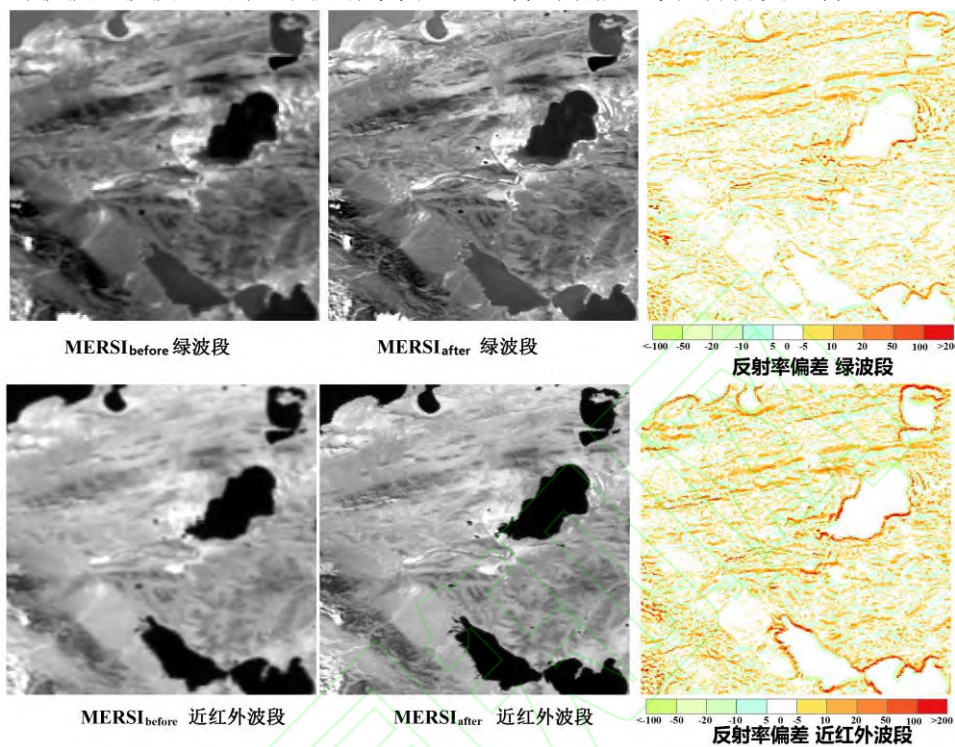 MERSIbefore 绿波段
MERSIafter 绿波段
<-100 -50 -20 -10 5 0 -5 10 20 50 100 >200
反射率偏差 绿波段
MERSIbefore 近红外波段
MERSIafter 近红外波段
<-100 -50 -20 -10 5 0 -5 10 20 50 100 >200
反射率偏差 近红外波段